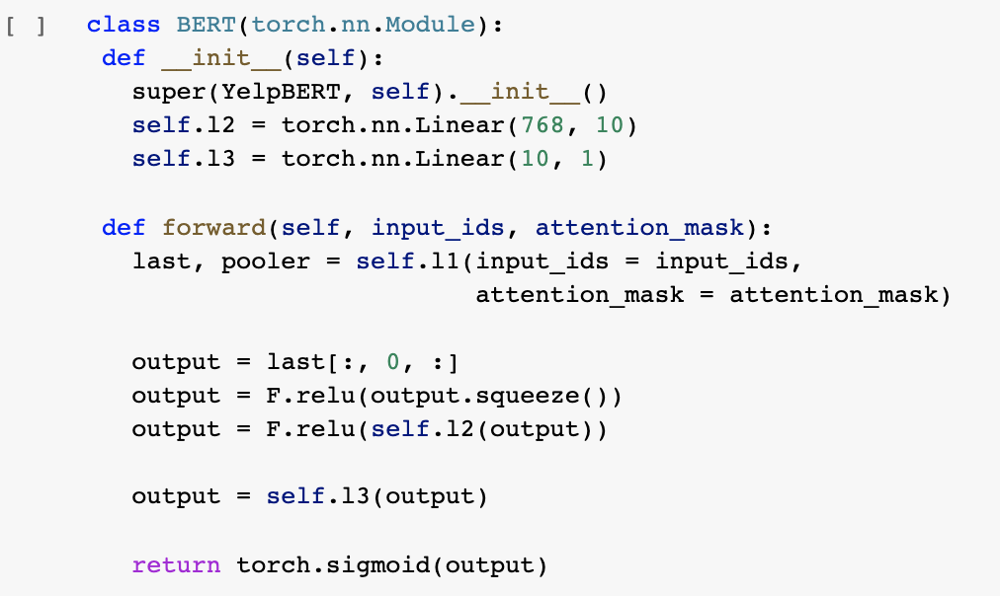 [ ] class BERT(torch.nn.Module):
def __init__(self):
super(YelpBERT, self).__init__()
self.l2 = torch.nn.Linear(768, 10)
self.l3 = torch.nn.Linear(10, 1)
def forward(self, input_ids, attention_mask):
last, pooler = self.l1(input_ids = input_ids,
attention_mask = attention_mask)
output = last[:, 0, :]
output = F.relu(output.squeeze())
output = F.relu(self.l2(output))
output = self.l3(output)
return torch.sigmoid(output)